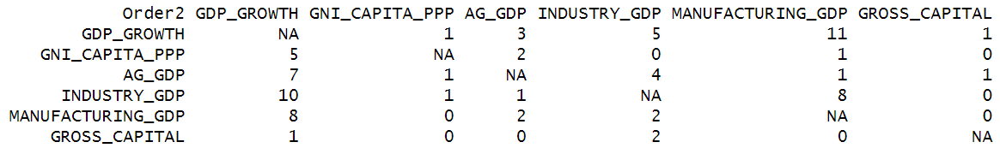 Order2 GDP_GROWTH GNI_CAPITA_PPP AG_GDP INDUSTRY_GDP MANUFACTURING_GDP GROSS_CAPITAL
GDP_GROWTH NA 1 3 5 11 1
GNI_CAPITA_PPP 5 NA 2 0 1 0
AG_GDP 7 1 NA 4 1 1
INDUSTRY_GDP 10 1 1 NA 8 0
MANUFACTURING_GDP 8 0 2 2 NA 0
GROSS_CAPITAL 1 0 0 2 0 NA